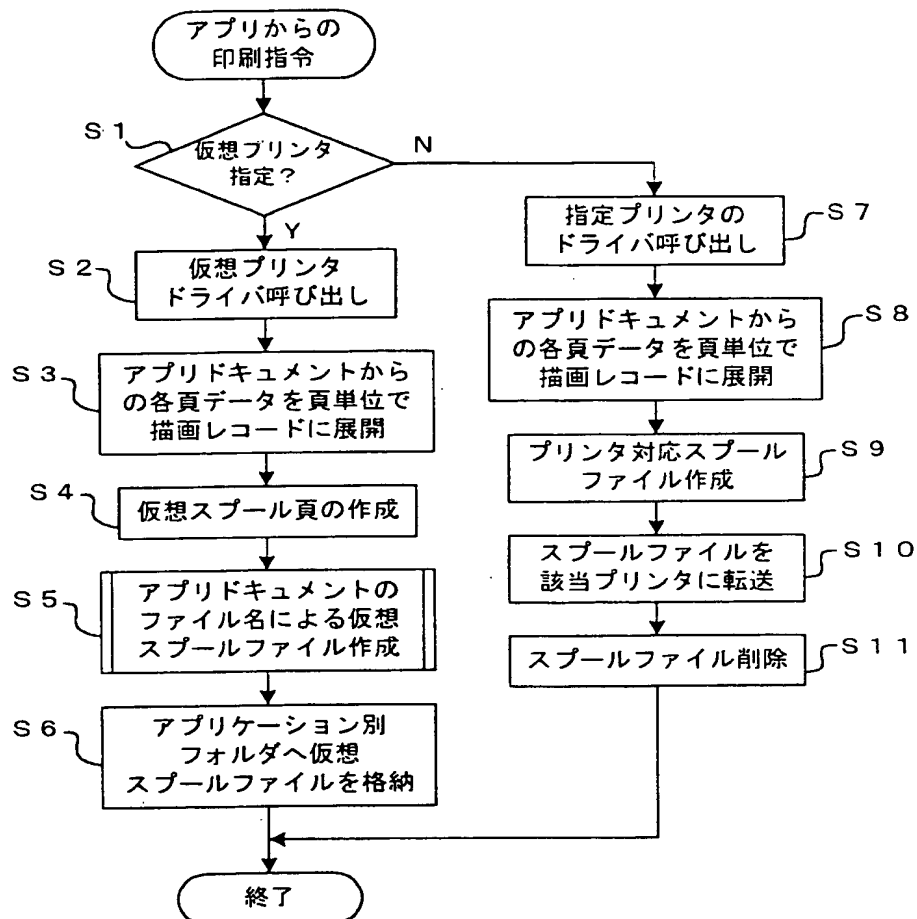 アプリからの
印刷指令
S1
仮想プリンタ
指定？
N
Y
S2
仮想プリンタ
ドライバ呼び出し
S3
アプリドキュメントから
の各頁データを頁単位で
描画レコードに展開
S4
仮想スプール頁の作成
S5
アプリドキュメントの
ファイル名による仮想
スプールファイル作成
S6
アプリケーション別
フォルダへ仮想
スプールファイルを格納
S7
指定プリンタの
ドライバ呼び出し
S8
アプリドキュメントから
の各頁データを頁単位で
描画レコードに展開
S9
プリンタ対応スプール
ファイル作成
S10
スプールファイルを
該当プリンタに転送
S11
スプールファイル削除
終了